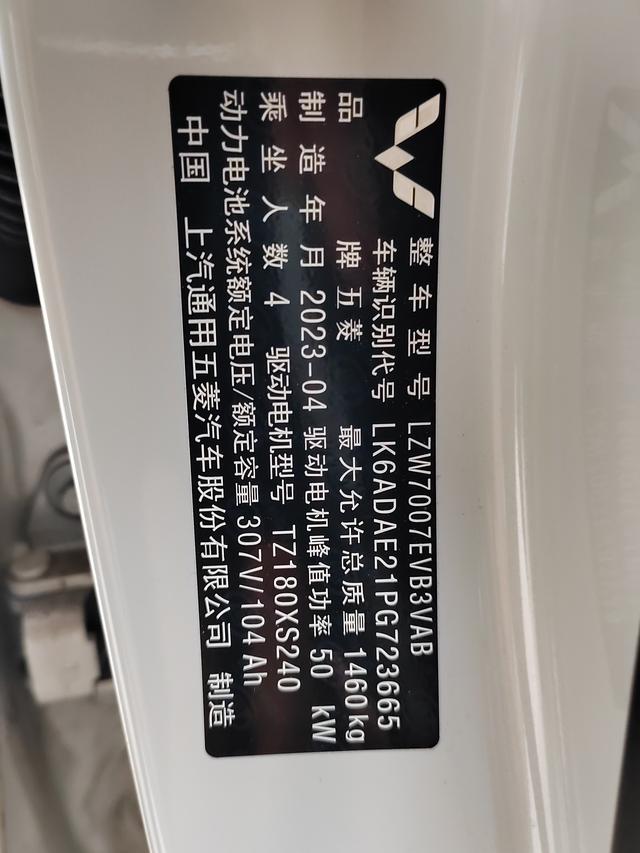 整车型号 LZW7007EVB3VAB
车辆识别代号 LK6ADAE21PG723665
品牌 五菱 最大允许总质量 1460kg
制造年月 2023-04 驱动电机峰值功率 50 kW
乘坐人数 4 驱动电机型号 TZ180XS240
动力电池系统额定电压/额定容量 307V/104Ah
中国 上汽通用五菱汽车股份有限公司 制造